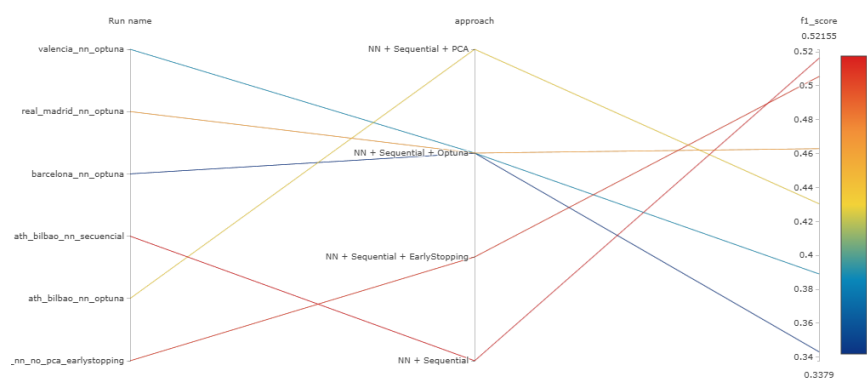 Run name approach f1_score
0.52155
valencia_nn_optuna NN + Sequential + PCA 0.52
0.5
real_madrid_nn_optuna 0.48
barcelona_nn_optuna NN + Sequential + Optuna 0.46
0.44
ath_bilbao_nn_secuencial 0.42
NN + Sequential + EarlyStopping 0.4
ath_bilbao_nn_optuna 0.38
0.36
_nn_no_pca_earlystopping NN + Sequential 0.34
0.3379